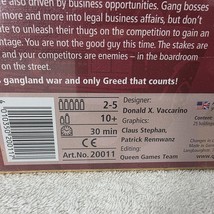 are also driven by business opportunities. Gang bosses
more and more into legal business affairs, but don't
ate to unleash their thugs on the competition to gain an
ntage. You are not the good guy this time. The stakes are
and your competitors are enemies – in the boardroom
on the street.
gangland war and only Greed that counts!
2-5
10+
30 min
Art.No. 20011
Designer:
Donald X. Vaccarino
Graphics:
Claus Stephan,
Patrick Rennwanz
Editing:
Queen Games Team